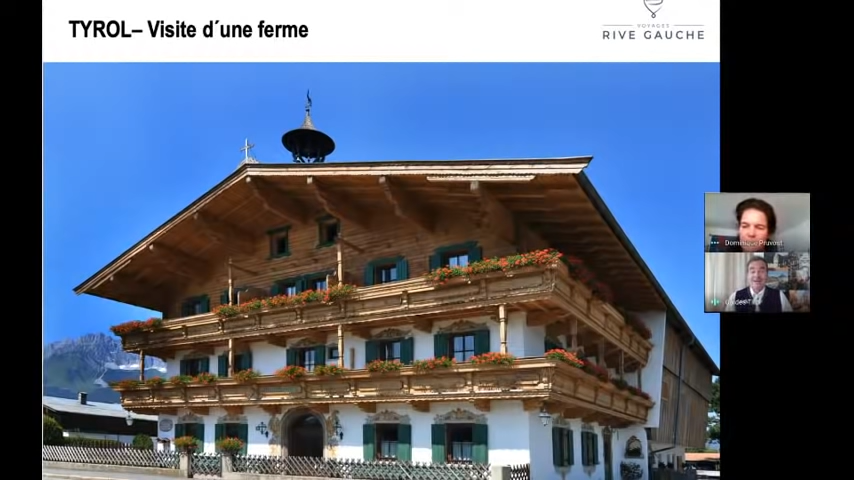 TYROL– Visite d´une ferme
VOYAGES
RIVE GAUCHE
Dominique Pruvost